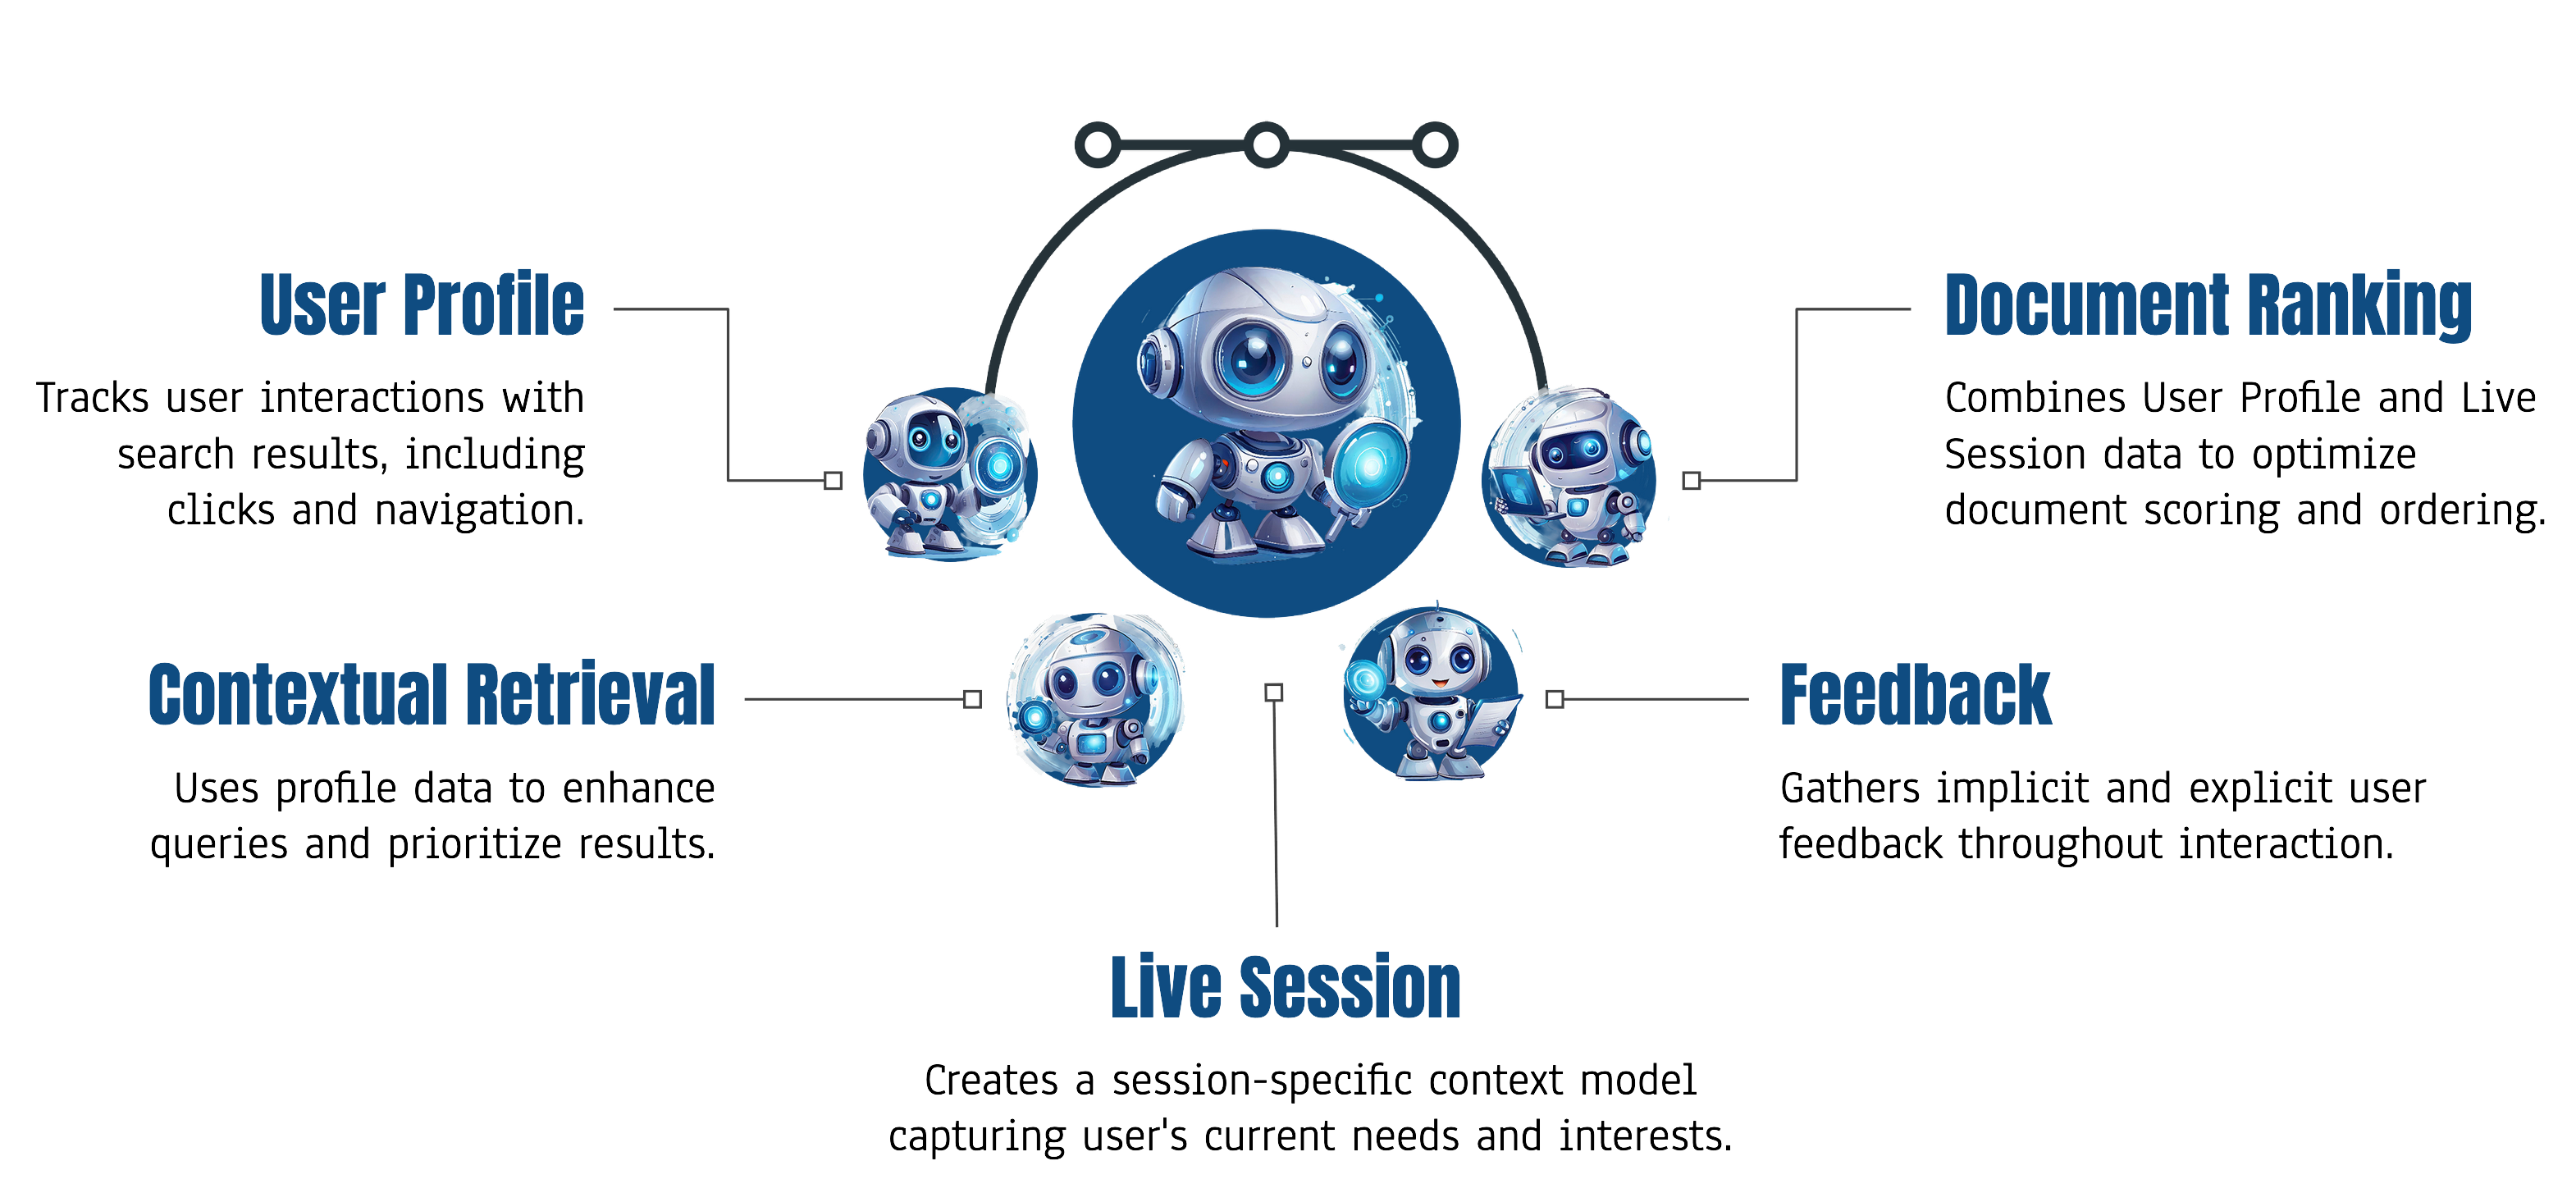 User Profile
Tracks user interactions with
search results, including
clicks and navigation.
Document Ranking
Combines User Profile and Live
Session data to optimize
document scoring and ordering.
Contextual Retrieval
Uses profile data to enhance
queries and prioritize results.
Feedback
Gathers implicit and explicit user
feedback throughout interaction.
Live Session
Creates a session-specific context model
capturing user's current needs and interests.